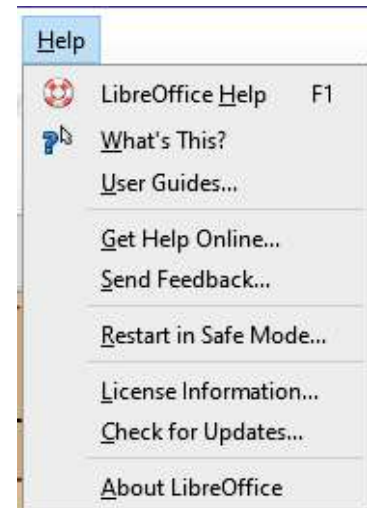 Help
LibreOffice Help F1
What's This?
User Guides...
Get Help Online...
Send Feedback...
Restart in Safe Mode...
License Information...
Check for Updates...
About LibreOffice